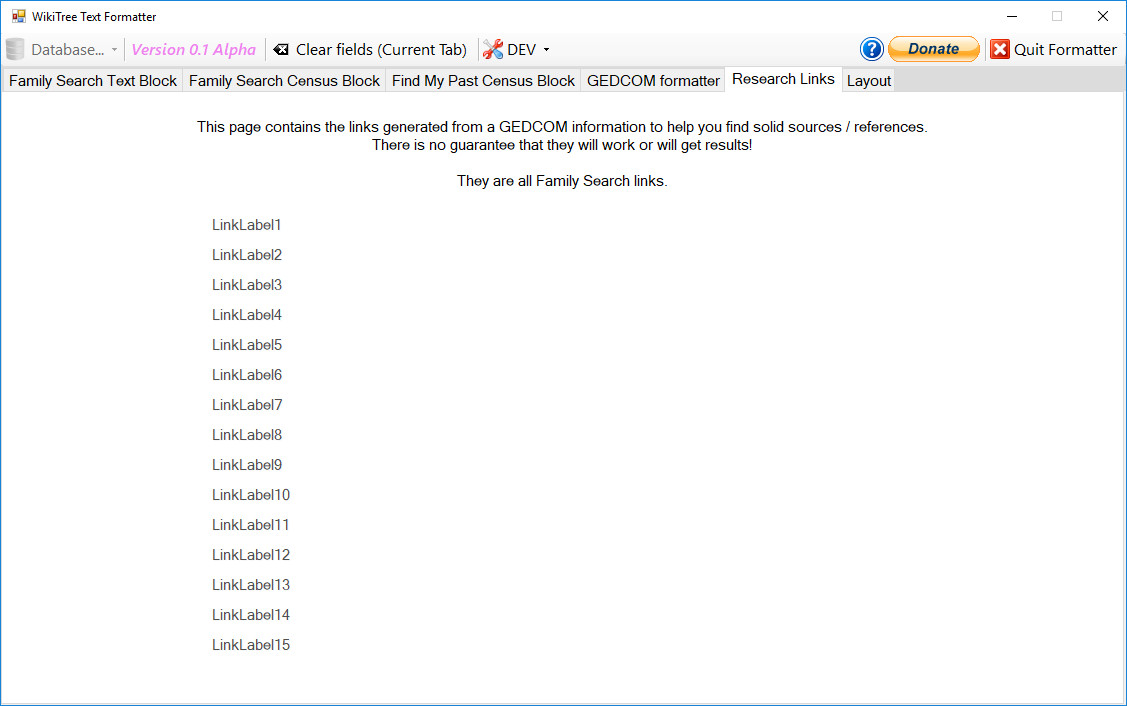 WikiTree Text Formatter
Database... Version 0.1 Alpha Clear fields (Current Tab) DEV ? Donate Quit Formatter
Family Search Text Block Family Search Census Block Find My Past Census Block GEDCOM formatter Research Links Layout
This page contains the links generated from a GEDCOM information to help you find solid sources / references.
There is no guarantee that they will work or will get results!
They are all Family Search links.
LinkLabel1
LinkLabel2
LinkLabel3
LinkLabel4
LinkLabel5
LinkLabel6
LinkLabel7
LinkLabel8
LinkLabel9
LinkLabel10
LinkLabel11
LinkLabel12
LinkLabel13
LinkLabel14
LinkLabel15